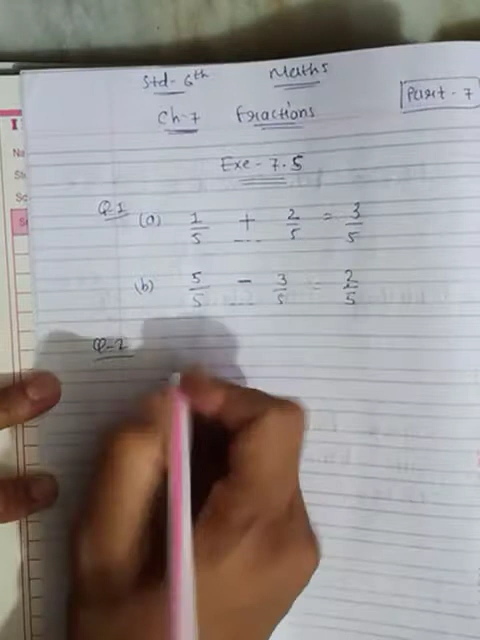 Std-6th Maths
Part-7
Ch-7 Fractions
Exe-7.5
Q-1 (a) 1/5 + 2/5 = 3/5
(b) 5/5 - 3/5 = 2/5
Q-2